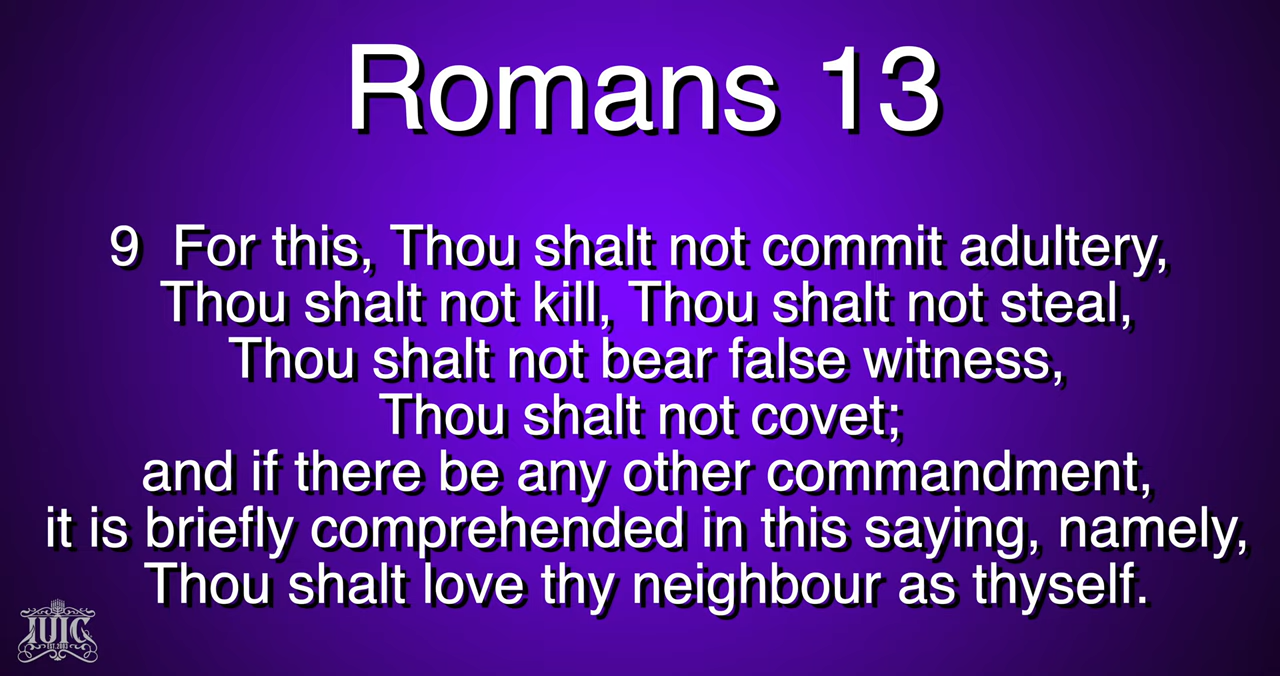 Romans 13
9 For this, Thou shalt not commit adultery,
Thou shalt not kill, Thou shalt not steal,
Thou shalt not bear false witness,
Thou shalt not covet;
and if there be any other commandment,
it is briefly comprehended in this saying, namely,
Thou shalt love thy neighbour as thyself.
IUIC
EST. 2003